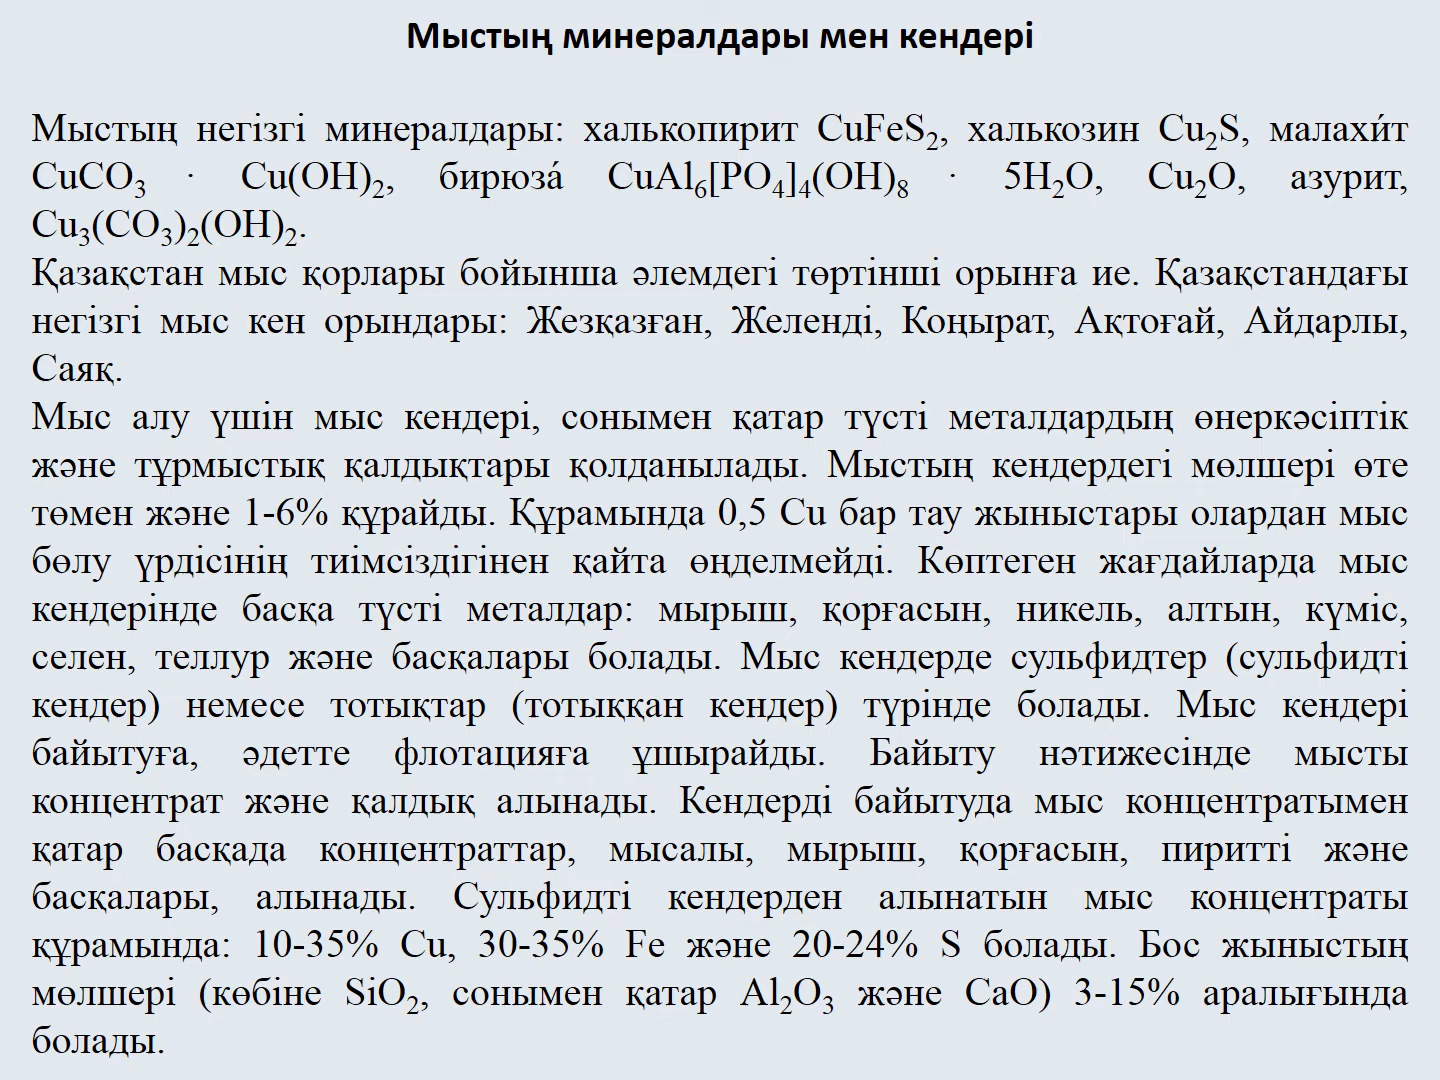 Мыстың минералдары мен кендері
Мыстың негізгі минералдары: халькопирит CuFeS₂, халькозин Cu₂S, малахи́т
CuCO₃ · Cu(OH)₂, бирюза́ CuAl₆[PO₄]₄(OH)₈ · 5H₂O, Cu₂O, азурит,
Cu₃(CO₃)₂(OH)₂.
Қазақстан мыс қорлары бойынша әлемдегі төртінші орынға ие. Қазақстандағы
негізгі мыс кен орындары: Жезқазған, Желенді, Коңырат, Ақтоғай, Айдарлы,
Саяқ.
Мыс алу үшін мыс кендері, сонымен қатар түсті металдардың өнеркәсіптік
және тұрмыстық қалдықтары қолданылады. Мыстың кендердегі мөлшері өте
төмен және 1-6% құрайды. Құрамында 0,5 Cu бар тау жыныстары олардан мыс
бөлу үрдісінің тиімсіздігінен қайта өңделмейді. Көптеген жағдайларда мыс
кендерінде басқа түсті металдар: мырыш, қорғасын, никель, алтын, күміс,
селен, теллур және басқалары болады. Мыс кендерде сульфидтер (сульфидті
кендер) немесе тотықтар (тотыққан кендер) түрінде болады. Мыс кендері
байытуға, әдетте флотацияға ұшырайды. Байыту нәтижесінде мысты
концентрат және қалдық алынады. Кендерді байытуда мыс концентратымен
қатар басқада концентраттар, мысалы, мырыш, қорғасын, пиритті және
басқалары, алынады. Сульфидті кендерден алынатын мыс концентраты
құрамында: 10-35% Cu, 30-35% Fe және 20-24% S болады. Бос жыныстың
мөлшері (көбіне SiO₂, сонымен қатар Al₂O₃ және CaO) 3-15% аралығында
болады.